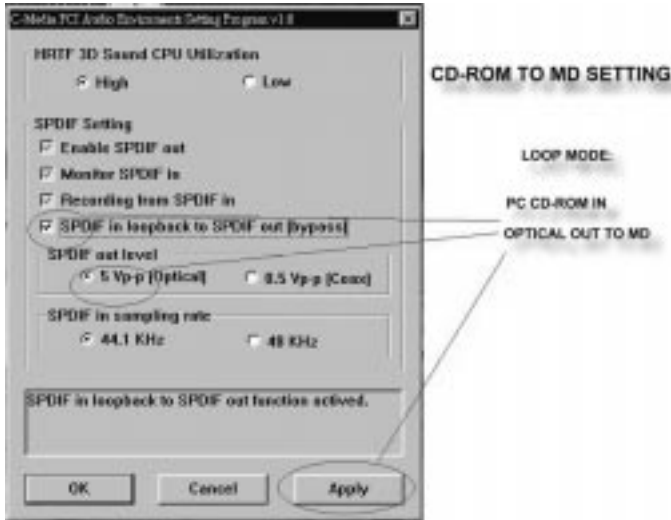 C-Media PCI Audio Environment Setting Program v1.0
HRTF 3D Sound CPU Utilization
High
Low
SPDIF Setting
Enable SPDIF out
Monitor SPDIF in
Recording from SPDIF in
SPDIF in loopback to SPDIF out (bypass)
SPDIF out level
5 Vp-p (Optical)
0.5 Vp-p (Coax)
SPDIF in sampling rate
44.1 KHz
48 KHz
SPDIF in loopback to SPDIF out function actived.
OK
Cancel
Apply
CD-ROM TO MD SETTING
LOOP MODE:
PC CD-ROM IN
OPTICAL OUT TO MD